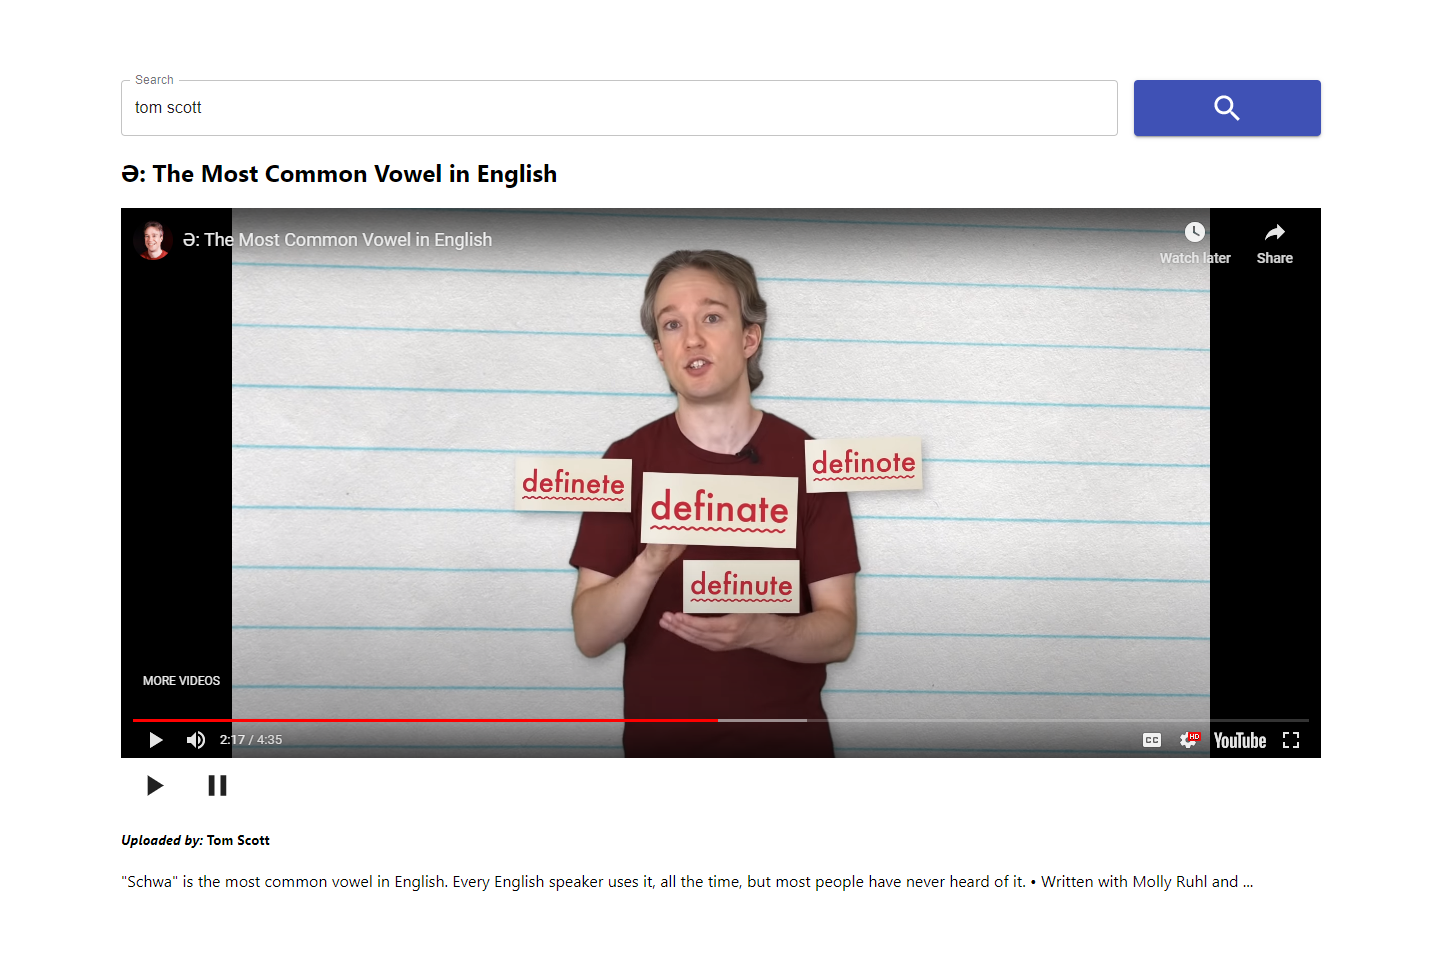 Search
tom scott
Ə: The Most Common Vowel in English
Ə: The Most Common Vowel in English
Watch later
Share
definete
definate
definote
definute
MORE VIDEOS
2:17 / 4:35
CC
HD
YouTube
Uploaded by: Tom Scott
"Schwa" is the most common vowel in English. Every English speaker uses it, all the time, but most people have never heard of it. • Written with Molly Ruhl and ...